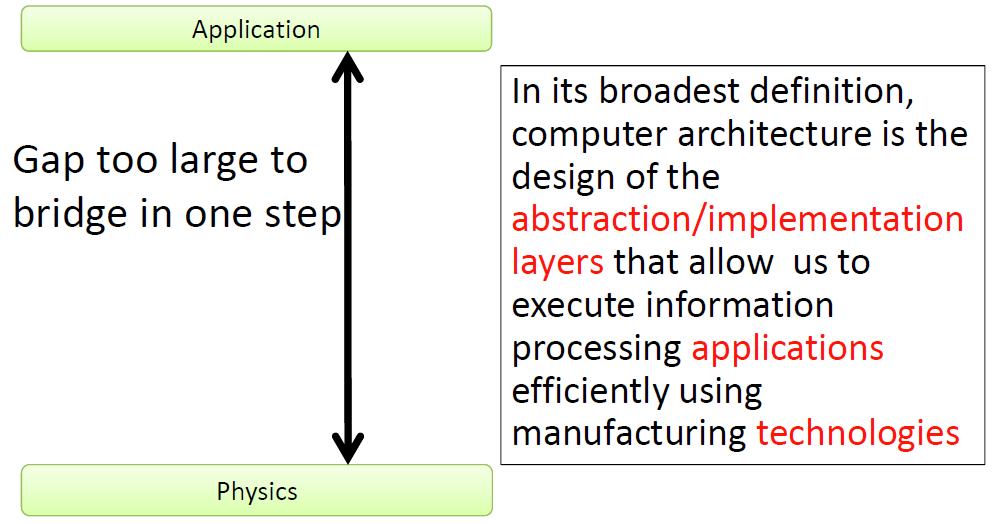 Application
Gap too large to
bridge in one step
In its broadest definition,
computer architecture is the
design of the
abstraction/implementation
layers that allow  us to
execute information
processing applications
efficiently using
manufacturing technologies
Physics